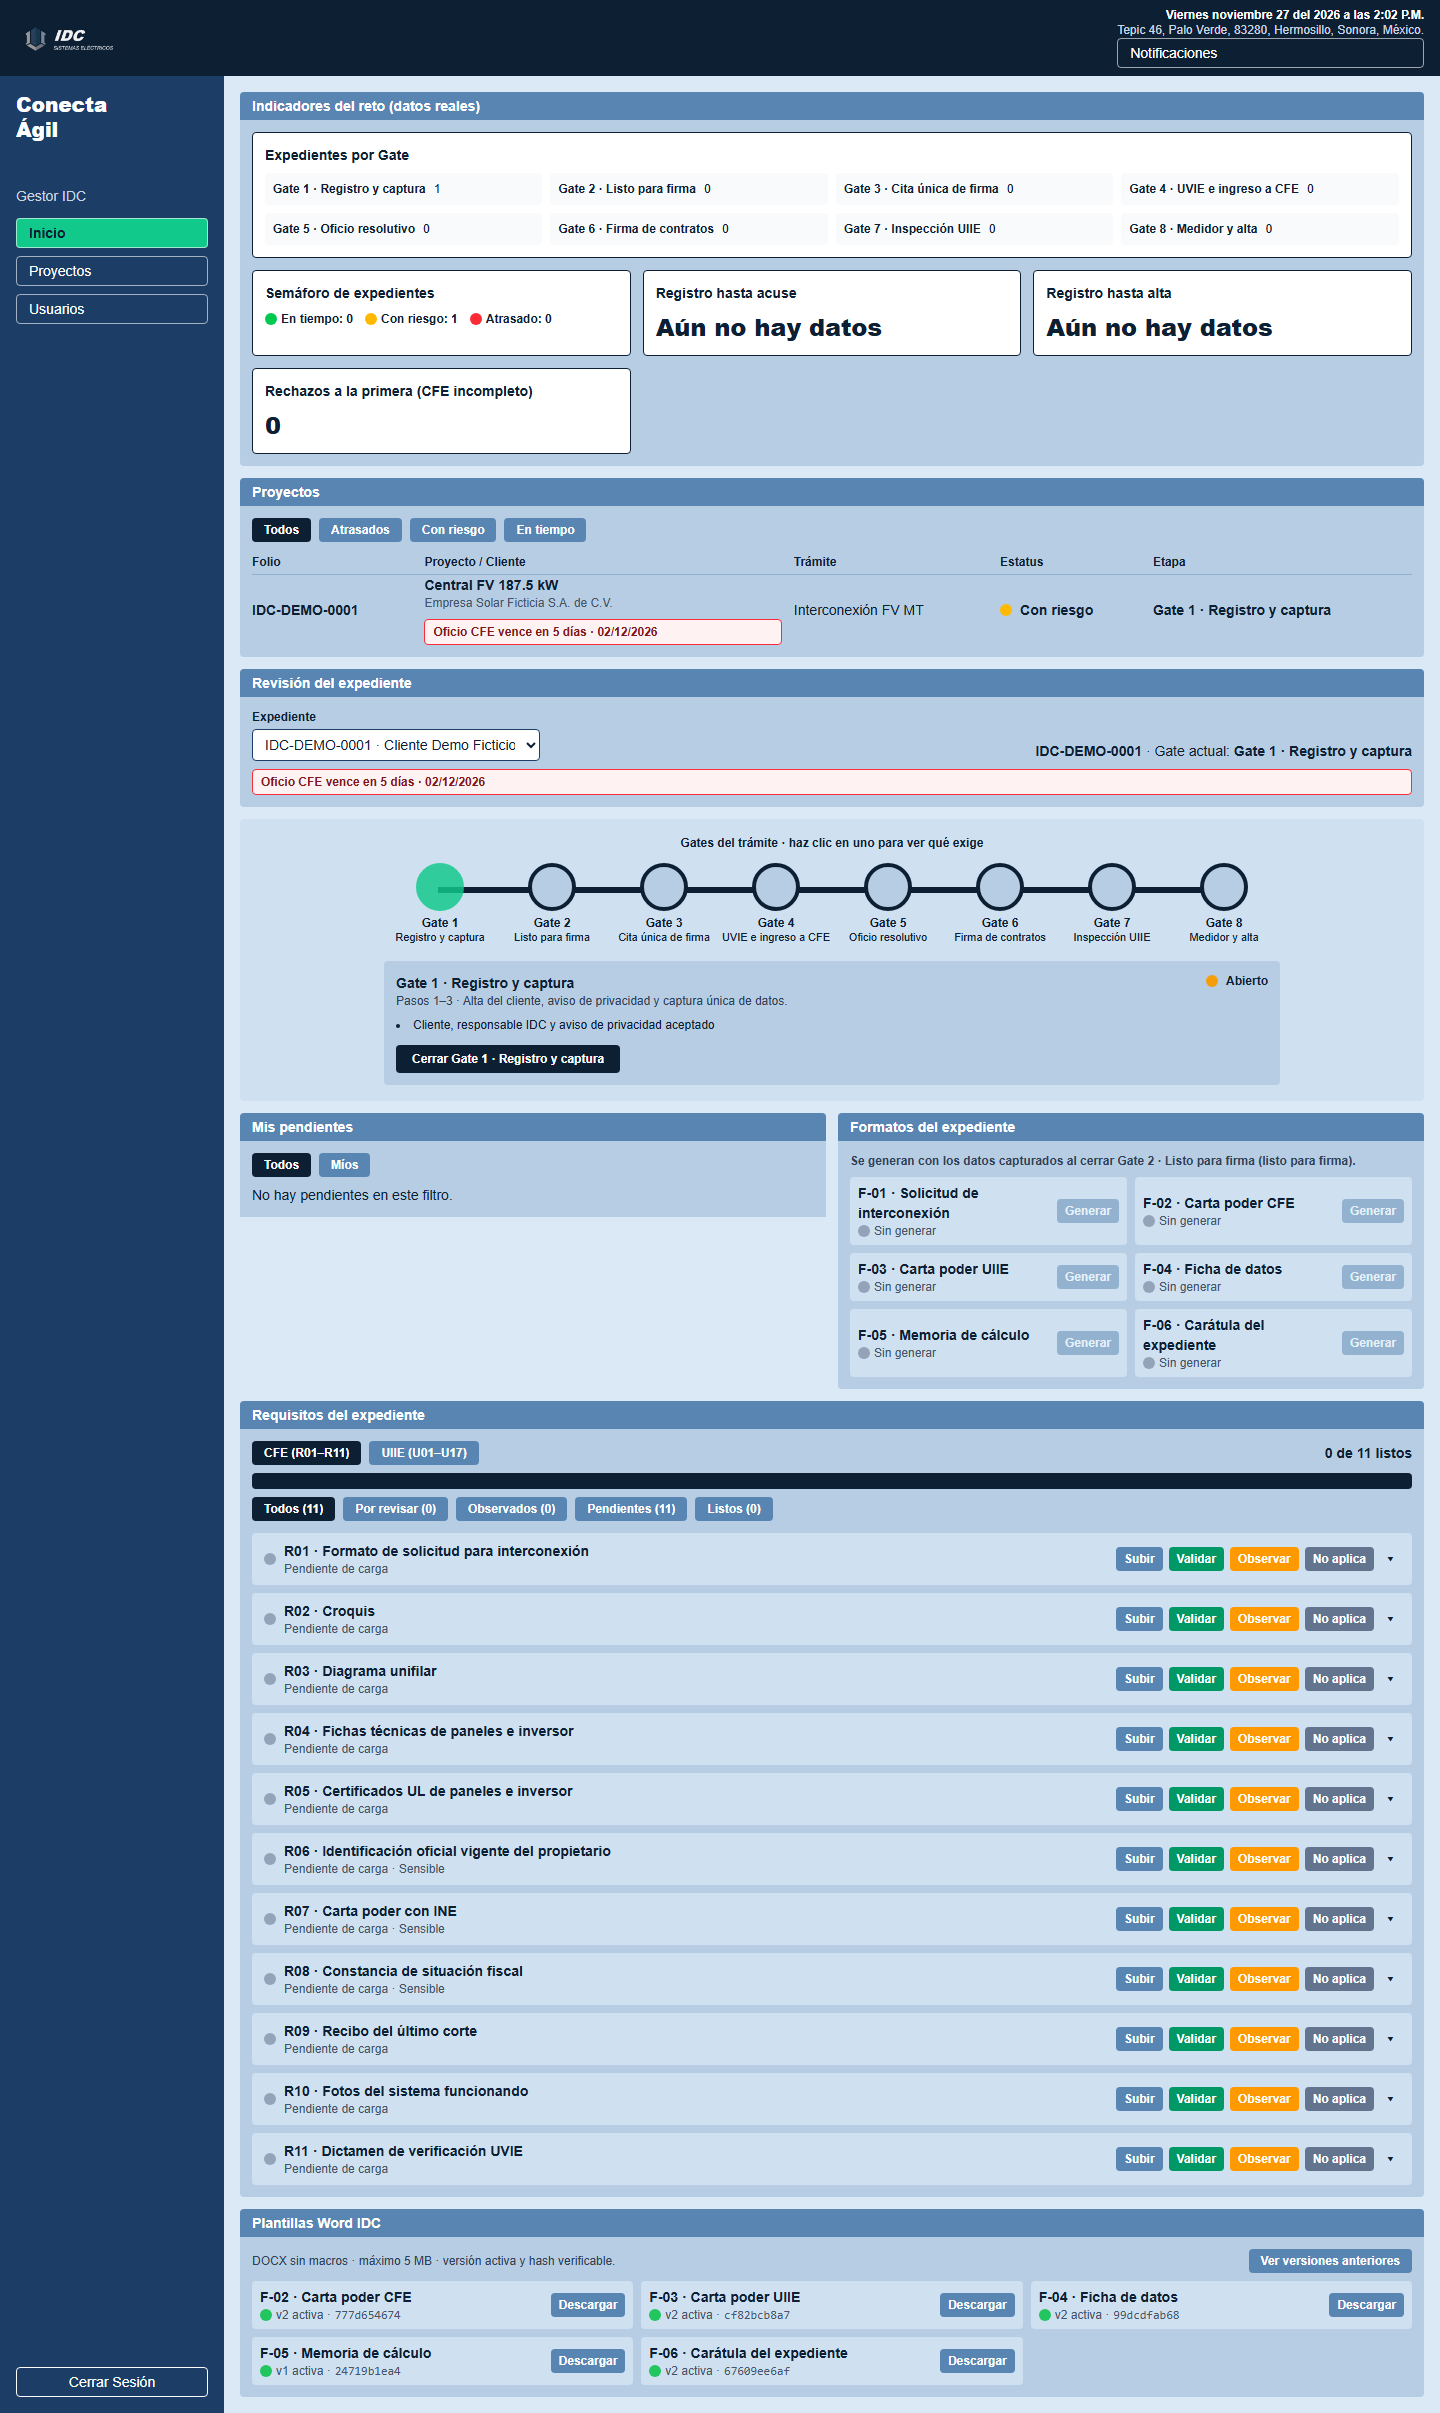 IDC
SISTEMAS ELECTRICOS
Viernes noviembre 27 del 2026 a las 2:02 P.M.
Tepic 46, Palo Verde, 83280, Hermosillo, Sonora, México.
Notificaciones
Conecta
Ágil
Gestor IDC
Inicio
Proyectos
Usuarios
Cerrar Sesión
Indicadores del reto (datos reales)
Expedientes por Gate
Gate 1 · Registro y captura 1
Gate 2 · Listo para firma 0
Gate 3 · Cita única de firma 0
Gate 4 · UVIE e ingreso a CFE 0
Gate 5 · Oficio resolutivo 0
Gate 6 · Firma de contratos 0
Gate 7 · Inspección UIIE 0
Gate 8 · Medidor y alta 0
Semáforo de expedientes
En tiempo: 0 Con riesgo: 1 Atrasado: 0
Registro hasta acuse
Aún no hay datos
Registro hasta alta
Aún no hay datos
Rechazos a la primera (CFE incompleto)
0
Proyectos
Todos Atrasados Con riesgo En tiempo
Folio Proyecto / Cliente Trámite Estatus Etapa
IDC-DEMO-0001
Central FV 187.5 kW
Empresa Solar Ficticia S.A. de C.V.
Oficio CFE vence en 5 días · 02/12/2026
Interconexión FV MT
Con riesgo
Gate 1 · Registro y captura
Revisión del expediente
Expediente
IDC-DEMO-0001 · Cliente Demo Ficticio
IDC-DEMO-0001 · Gate actual: Gate 1 · Registro y captura
Oficio CFE vence en 5 días · 02/12/2026
Gates del trámite · haz clic en uno para ver qué exige
Gate 1
Registro y captura
Gate 2
Listo para firma
Gate 3
Cita única de firma
Gate 4
UVIE e ingreso a CFE
Gate 5
Oficio resolutivo
Gate 6
Firma de contratos
Gate 7
Inspección UIIE
Gate 8
Medidor y alta
Gate 1 · Registro y captura
Abierto
Pasos 1–3 · Alta del cliente, aviso de privacidad y captura única de datos.
• Cliente, responsable IDC y aviso de privacidad aceptado
Cerrar Gate 1 · Registro y captura
Mis pendientes
Todos Míos
No hay pendientes en este filtro.
Formatos del expediente
Se generan con los datos capturados al cerrar Gate 2 · Listo para firma (listo para firma).
F-01 · Solicitud de
interconexión
Sin generar
Generar
F-02 · Carta poder CFE
Sin generar
Generar
F-03 · Carta poder UIIE
Sin generar
Generar
F-04 · Ficha de datos
Sin generar
Generar
F-05 · Memoria de cálculo
Sin generar
Generar
F-06 · Carátula del
expediente
Sin generar
Generar
Requisitos del expediente
CFE (R01–R11) UIIE (U01–U17)
0 de 11 listos
Todos (11) Por revisar (0) Observados (0) Pendientes (11) Listos (0)
R01 · Formato de solicitud para interconexión
Pendiente de carga
Subir Validar Observar No aplica
R02 · Croquis
Pendiente de carga
Subir Validar Observar No aplica
R03 · Diagrama unifilar
Pendiente de carga
Subir Validar Observar No aplica
R04 · Fichas técnicas de paneles e inversor
Pendiente de carga
Subir Validar Observar No aplica
R05 · Certificados UL de paneles e inversor
Pendiente de carga
Subir Validar Observar No aplica
R06 · Identificación oficial vigente del propietario
Pendiente de carga · Sensible
Subir Validar Observar No aplica
R07 · Carta poder con INE
Pendiente de carga · Sensible
Subir Validar Observar No aplica
R08 · Constancia de situación fiscal
Pendiente de carga · Sensible
Subir Validar Observar No aplica
R09 · Recibo del último corte
Pendiente de carga
Subir Validar Observar No aplica
R10 · Fotos del sistema funcionando
Pendiente de carga
Subir Validar Observar No aplica
R11 · Dictamen de verificación UVIE
Pendiente de carga
Subir Validar Observar No aplica
Plantillas Word IDC
DOCX sin macros · máximo 5 MB · versión activa y hash verificable.
Ver versiones anteriores
F-02 · Carta poder CFE
v2 activa · 777d654674
Descargar
F-03 · Carta poder UIIE
v2 activa · cf82bcb8a7
Descargar
F-04 · Ficha de datos
v2 activa · 99dcdfab68
Descargar
F-05 · Memoria de cálculo
v1 activa · 24719b1ea4
Descargar
F-06 · Carátula del expediente
v2 activa · 67609ee6af
Descargar